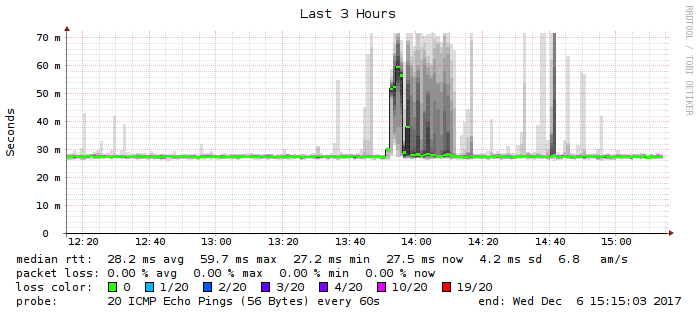 Last 3 Hours
RRDTOOL / TOBI OETIKER
Seconds
70 m
60 m
50 m
40 m
30 m
20 m
10 m
0
12:20 12:40 13:00 13:20 13:40 14:00 14:20 14:40 15:00
median rtt: 28.2 ms avg 59.7 ms max 27.2 ms min 27.5 ms now 4.2 ms sd 6.8 am/s
packet loss: 0.00 % avg 0.00 % max 0.00 % min 0.00 % now
loss color: 0 1/20 2/20 3/20 4/20 10/20 19/20
probe: 20 ICMP Echo Pings (56 Bytes) every 60s end: Wed Dec 6 15:15:03 2017